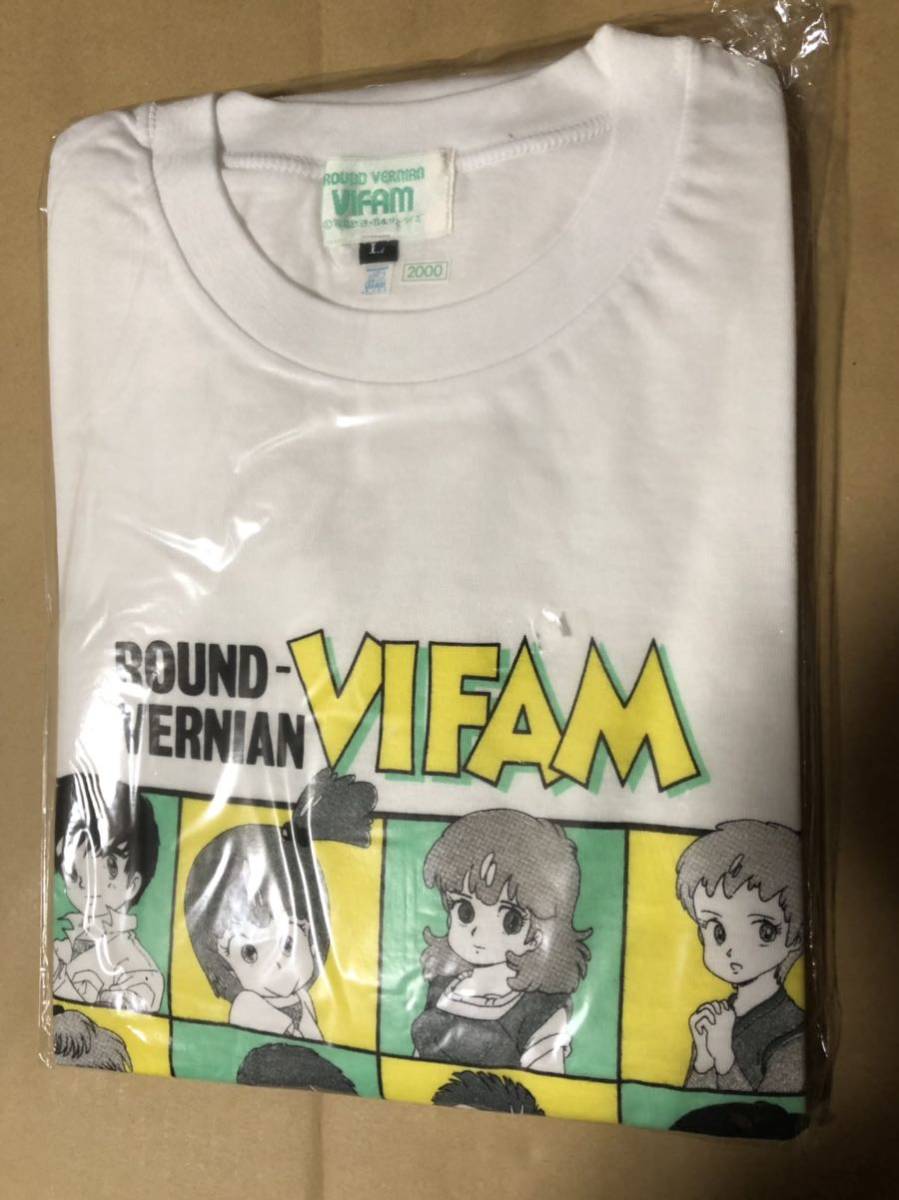 ROUND VERNIAN
VIFAM
L
2000
ROUND-
VERNIAN
VIFAM